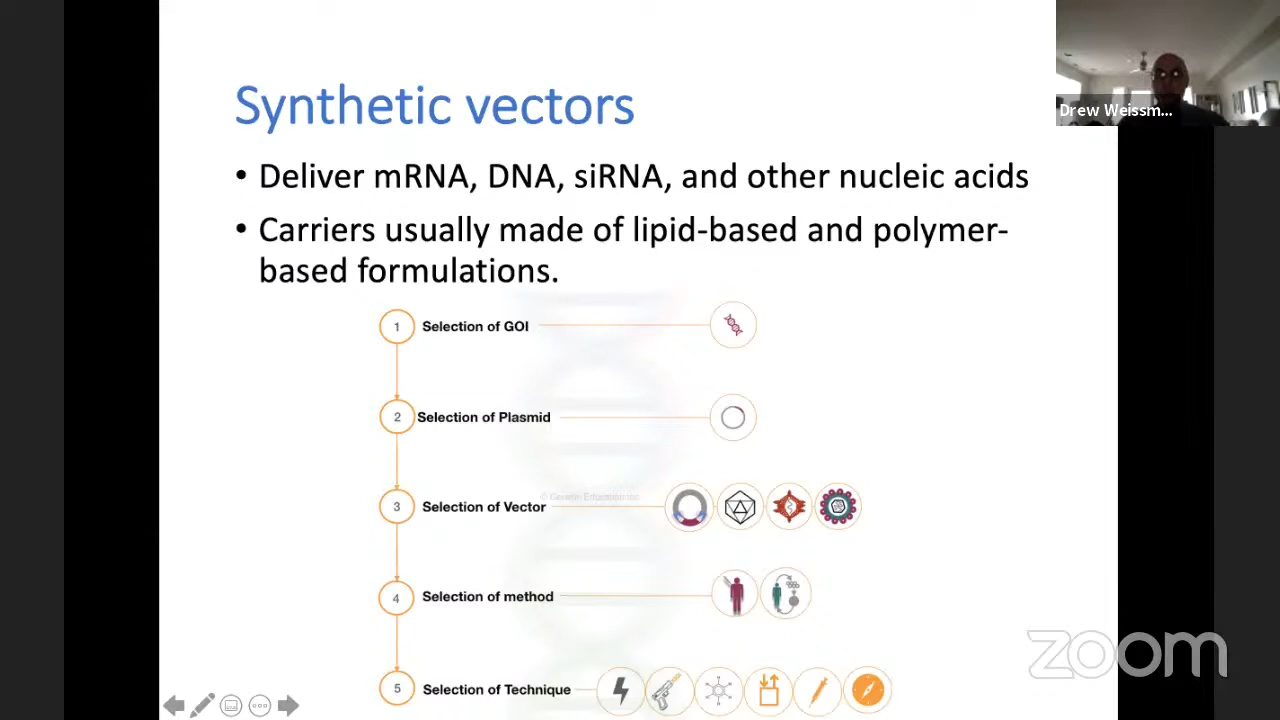 Synthetic vectors
Drew Weissm...
• Deliver mRNA, DNA, siRNA, and other nucleic acids
• Carriers usually made of lipid-based and polymer-
based formulations.
1 Selection of GOI
2 Selection of Plasmid
©
3 Selection of Vector
4 Selection of method
5 Selection of Technique
zoom